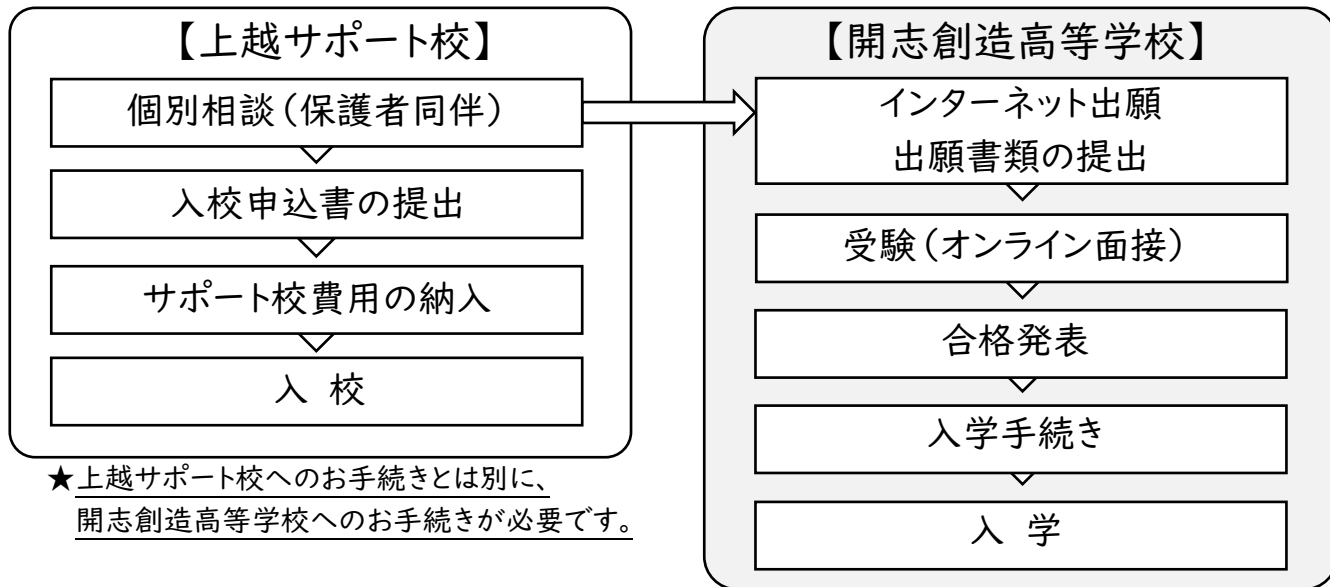 【上越サポート校】
個別相談(保護者同伴)
入校申込書の提出
サポート校費用の納入
入 校
★上越サポート校へのお手続きとは別に、
開志創造高等学校へのお手続きが必要です。
【開志創造高等学校】
インターネット出願
出願書類の提出
受験(オンライン面接)
合格発表
入学手続き
入 学